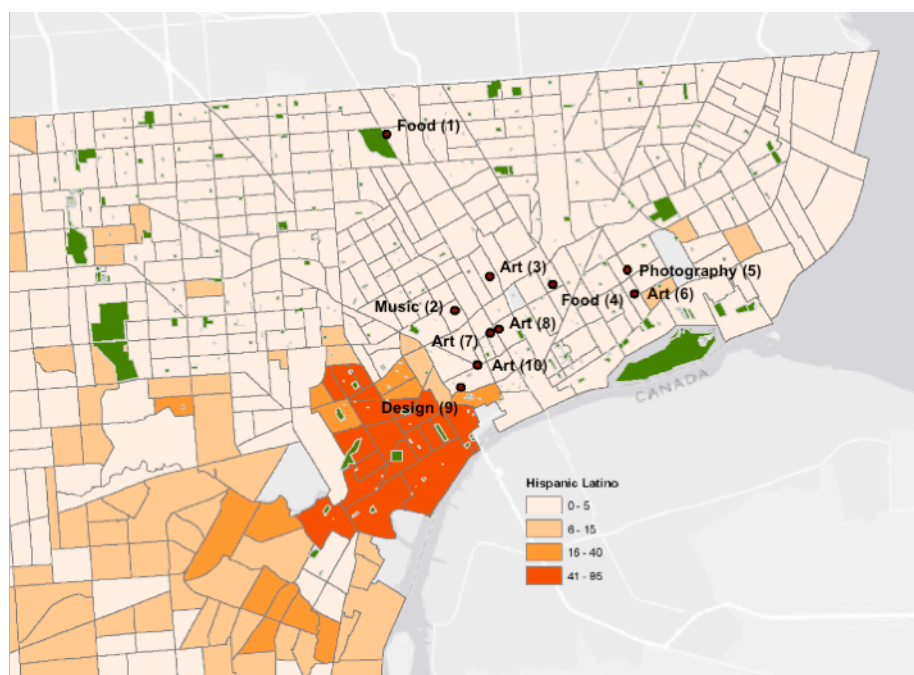 Food (1)
Art (3)
Photography (5)
Food (4)
Art (6)
Music (2)
Art (8)
Art (7)
Art (10)
CANADA
Design (9)
Hispanic Latino
0 - 5
6 - 15
16 - 40
41 - 85